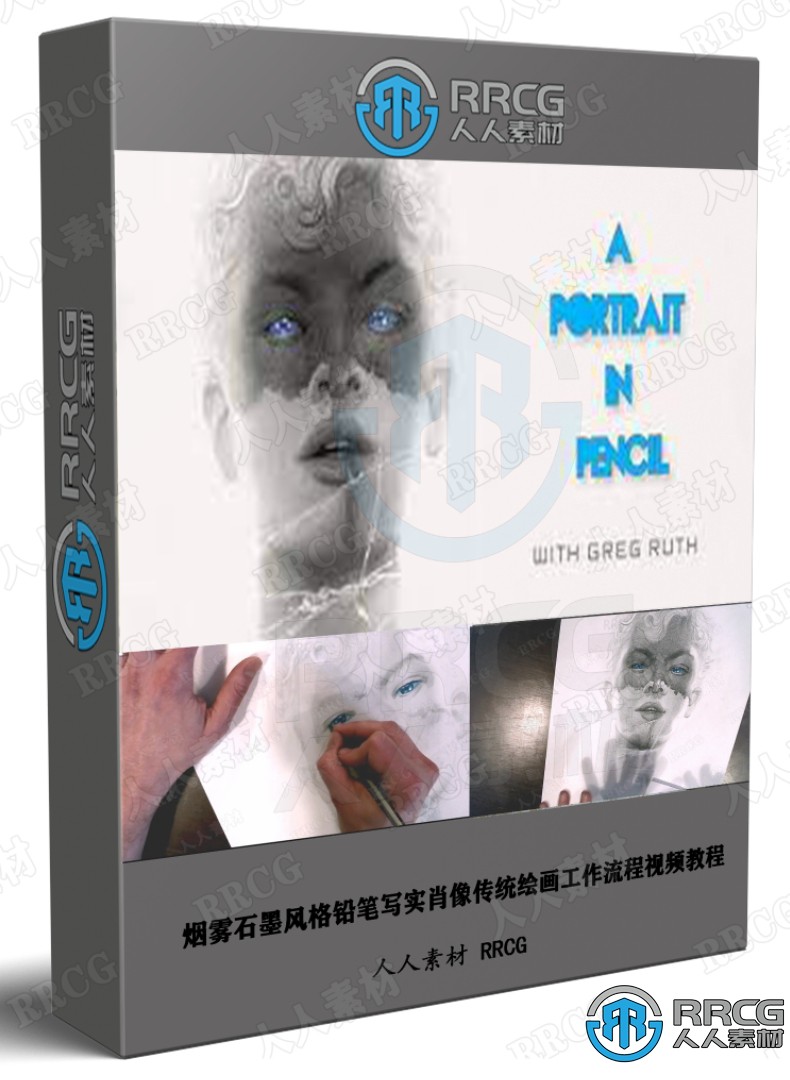 RRCG
人人素材
RRCG
人人素材
A
PORTRAIT
IN
PENCIL
WITH GREG RUTH
烟雾石墨风格铅笔写实肖像传统绘画工作流程视频教程
人人素材 RRCG
RRCG
人人素材